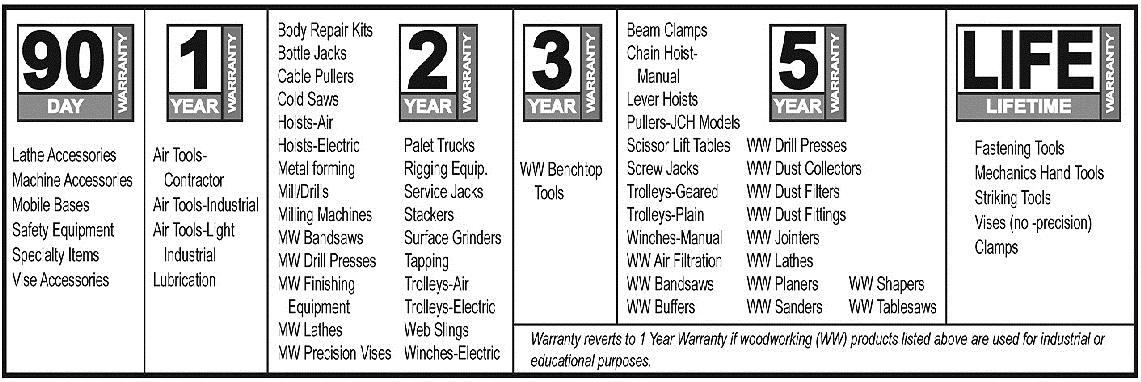 90
DAY
WARRANTY
Lathe Accessories
Machine Accessories
Mobile Bases
Safety Equipment
Specialty Items
Vise Accessories
1
YEAR
WARRANTY
Air Tools-
Contractor
Air Tools-Industrial
Air Tools-Light
Industrial
Lubrication
Body Repair Kits
Bottle Jacks
Cable Pullers
Cold Saws
Hoists-Air
Hoists-Electric
Metal forming
Mill/Drills
Milling Machines
MW Bandsaws
MW Drill Presses
MW Finishing
Equipment
MW Lathes
MW Precision Vises
2
YEAR
WARRANTY
Palet Trucks
Rigging Equip.
Service Jacks
Stackers
Surface Grinders
Tapping
Trolleys-Air
Trolleys-Electric
Web Slings
Winches-Electric
3
YEAR
WARRANTY
WW Benchtop
Tools
Beam Clamps
Chain Hoist-
Manual
Lever Hoists
Pullers-JCH Models
Scissor Lift Tables
Screw Jacks
Trolleys-Geared
Trolleys-Plain
Winches-Manual
WW Air Filtration
WW Bandsaws
WW Buffers
5
YEAR
WARRANTY
WW Drill Presses
WW Dust Collectors
WW Dust Filters
WW Dust Fittings
WW Jointers
WW Lathes
WW Planers
WW Sanders
WW Shapers
WW Tablesaws
LIFE
LIFETIME
WARRANTY
Fastening Tools
Mechanics Hand Tools
Striking Tools
Vises (no -precision)
Clamps
Warranty reverts to 1 Year Warranty if woodworking (WW) products listed above are used for industrial or
educational purposes.